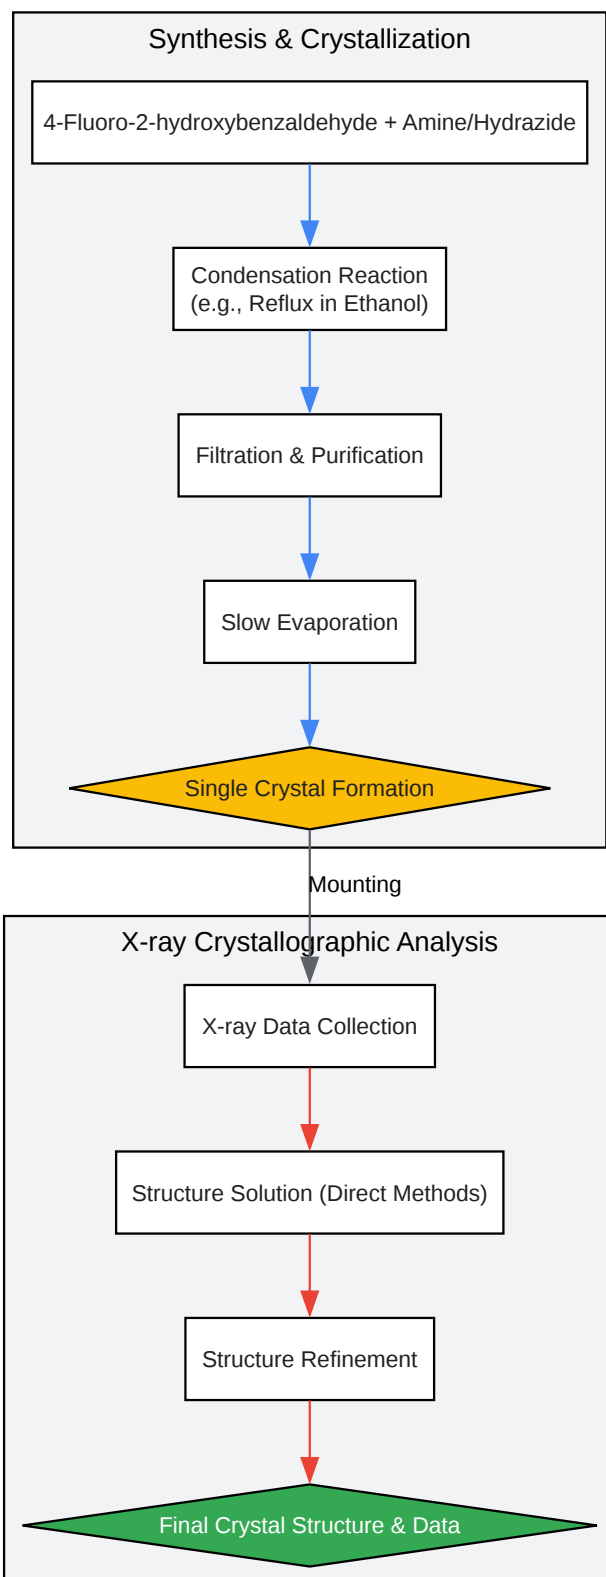 Synthesis & Crystallization
4-Fluoro-2-hydroxybenzaldehyde + Amine/Hydrazide
Condensation Reaction
(e.g., Reflux in Ethanol)
Filtration & Purification
Slow Evaporation
Single Crystal Formation
Mounting
X-ray Crystallographic Analysis
X-ray Data Collection
Structure Solution (Direct Methods)
Structure Refinement
Final Crystal Structure & Data